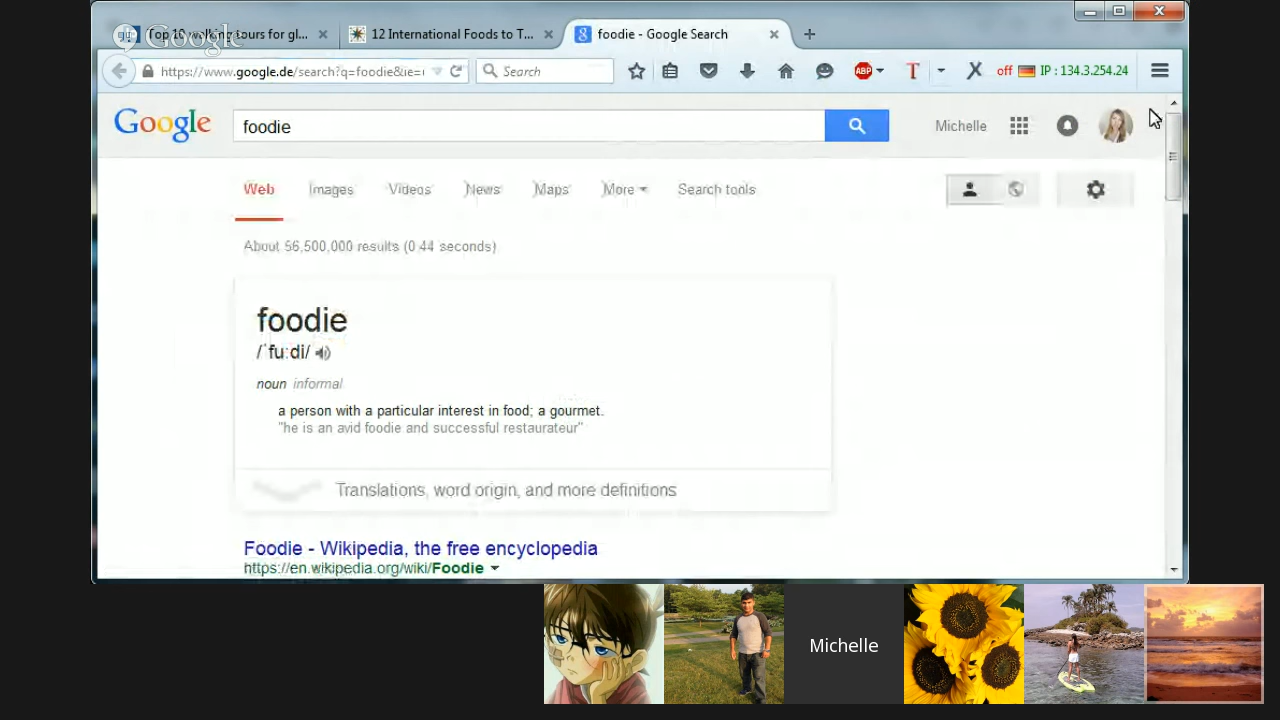 Google
Top 10 walking tours for gl...
12 International Foods to T...
foodie - Google Search
https://www.google.de/search?q=foodie&ie=
Search
ABP
T
X
off
IP : 134.3.254.24
Google
foodie
Michelle
Web
Images
Videos
News
Maps
More
Search tools
About 56,500,000 results (0.44 seconds)
foodie
/ˈfuːdi/
noun informal
a person with a particular interest in food; a gourmet.
"he is an avid foodie and successful restaurateur"
Translations, word origin, and more definitions
Foodie - Wikipedia, the free encyclopedia
https://en.wikipedia.org/wiki/Foodie
Michelle